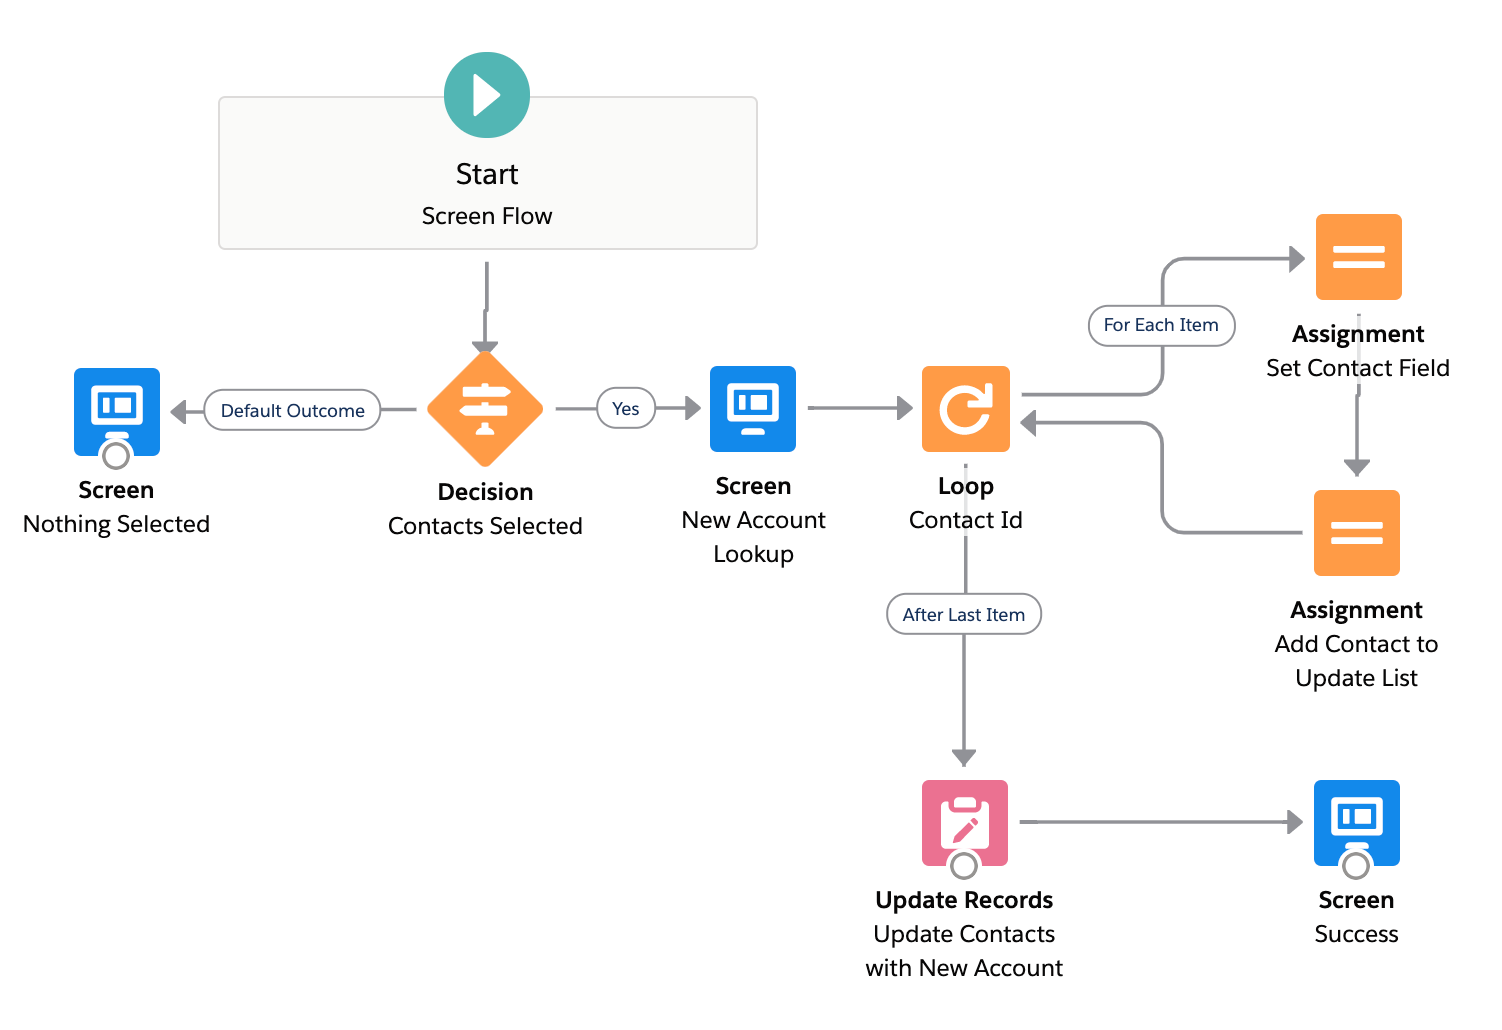 Start
Screen Flow
Default Outcome
Screen
Nothing Selected
Decision
Contacts Selected
Yes
Screen
New Account
Lookup
Loop
Contact Id
For Each Item
Assignment
Set Contact Field
Assignment
Add Contact to
Update List
After Last Item
Update Records
Update Contacts
with New Account
Screen
Success